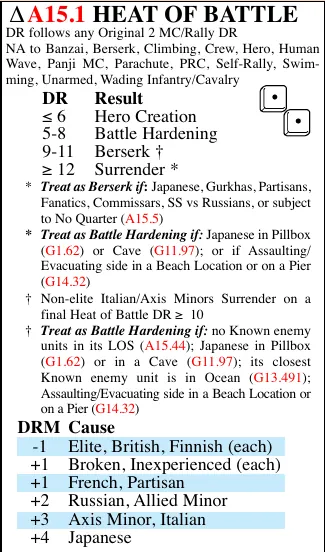 Δ A15.1 HEAT OF BATTLE
DR follows any Original 2 MC/Rally DR
NA to Banzai, Berserk, Climbing, Crew, Hero, Human
Wave, Panji MC, Parachute, PRC, Self-Rally, Swim-
ming, Unarmed, Wading Infantry/Cavalry
DR Result
≤ 6 Hero Creation
5-8 Battle Hardening
9-11 Berserk †
≥ 12 Surrender *
* Treat as Berserk if: Japanese, Gurkhas, Partisans,
Fanatics, Commissars, SS vs Russians, or subject
to No Quarter (A15.5)
* Treat as Battle Hardening if: Japanese in Pillbox
(G1.62) or Cave (G11.97); or if Assaulting/
Evacuating side in a Beach Location or on a Pier
(G14.32)
† Non-elite Italian/Axis Minors Surrender on a
final Heat of Battle DR ≥ 10
† Treat as Battle Hardening if: no Known enemy
units in its LOS (A15.44); Japanese in Pillbox
(G1.62) or in a Cave (G11.97); its closest
Known enemy unit is in Ocean (G13.491);
Assaulting/Evacuating side in a Beach Location or
on a Pier (G14.32)
DRM Cause
-1 Elite, British, Finnish (each)
+1 Broken, Inexperienced (each)
+1 French, Partisan
+2 Russian, Allied Minor
+3 Axis Minor, Italian
+4 Japanese